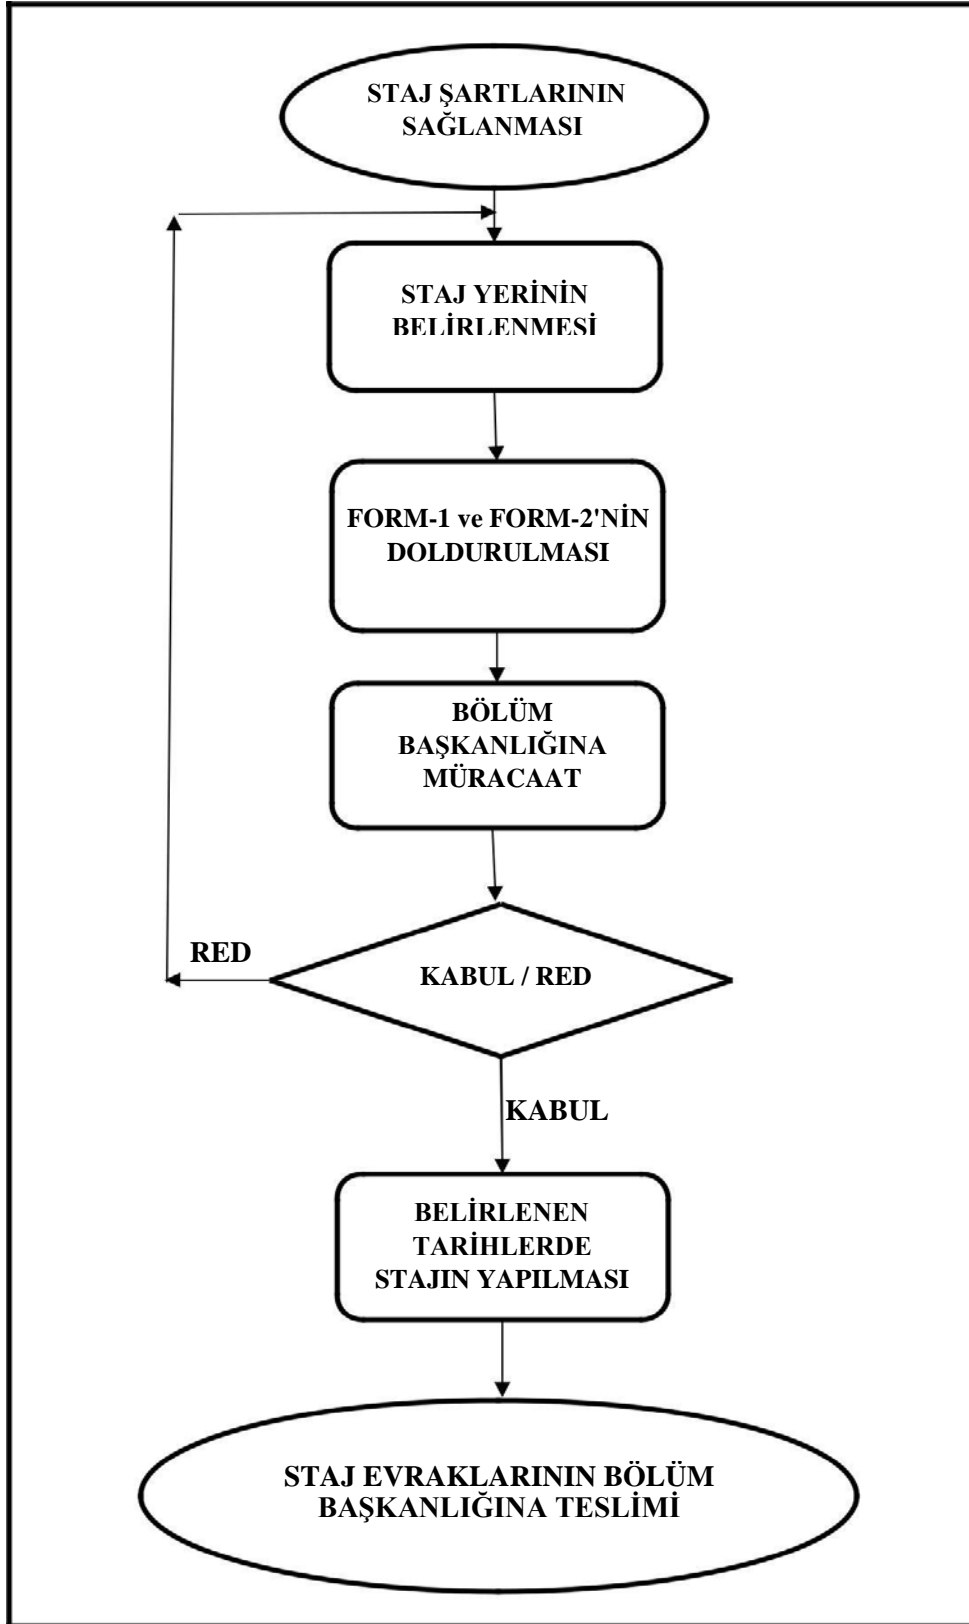 STAJ ŞARTLARININ
SAĞLANMASI
STAJ YERİNİN
BELİRLENMESİ
FORM-1 ve FORM-2'NİN
DOLDURULMASI
BÖLÜM
BAŞKANLIĞINA
MÜRACAAT
RED
KABUL / RED
KABUL
BELİRLENEN
TARİHLERDE
STAJIN YAPILMASI
STAJ EVRAKLARININ BÖLÜM
BAŞKANLIĞINA TESLİMİ